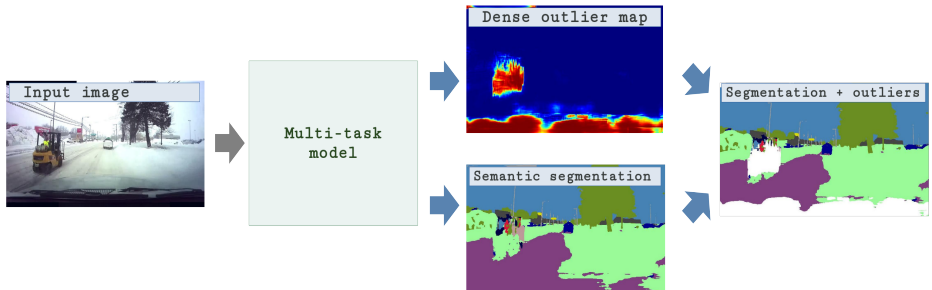 Input image
Multi-task
model
Dense outlier map
Semantic segmentation
Segmentation + outliers